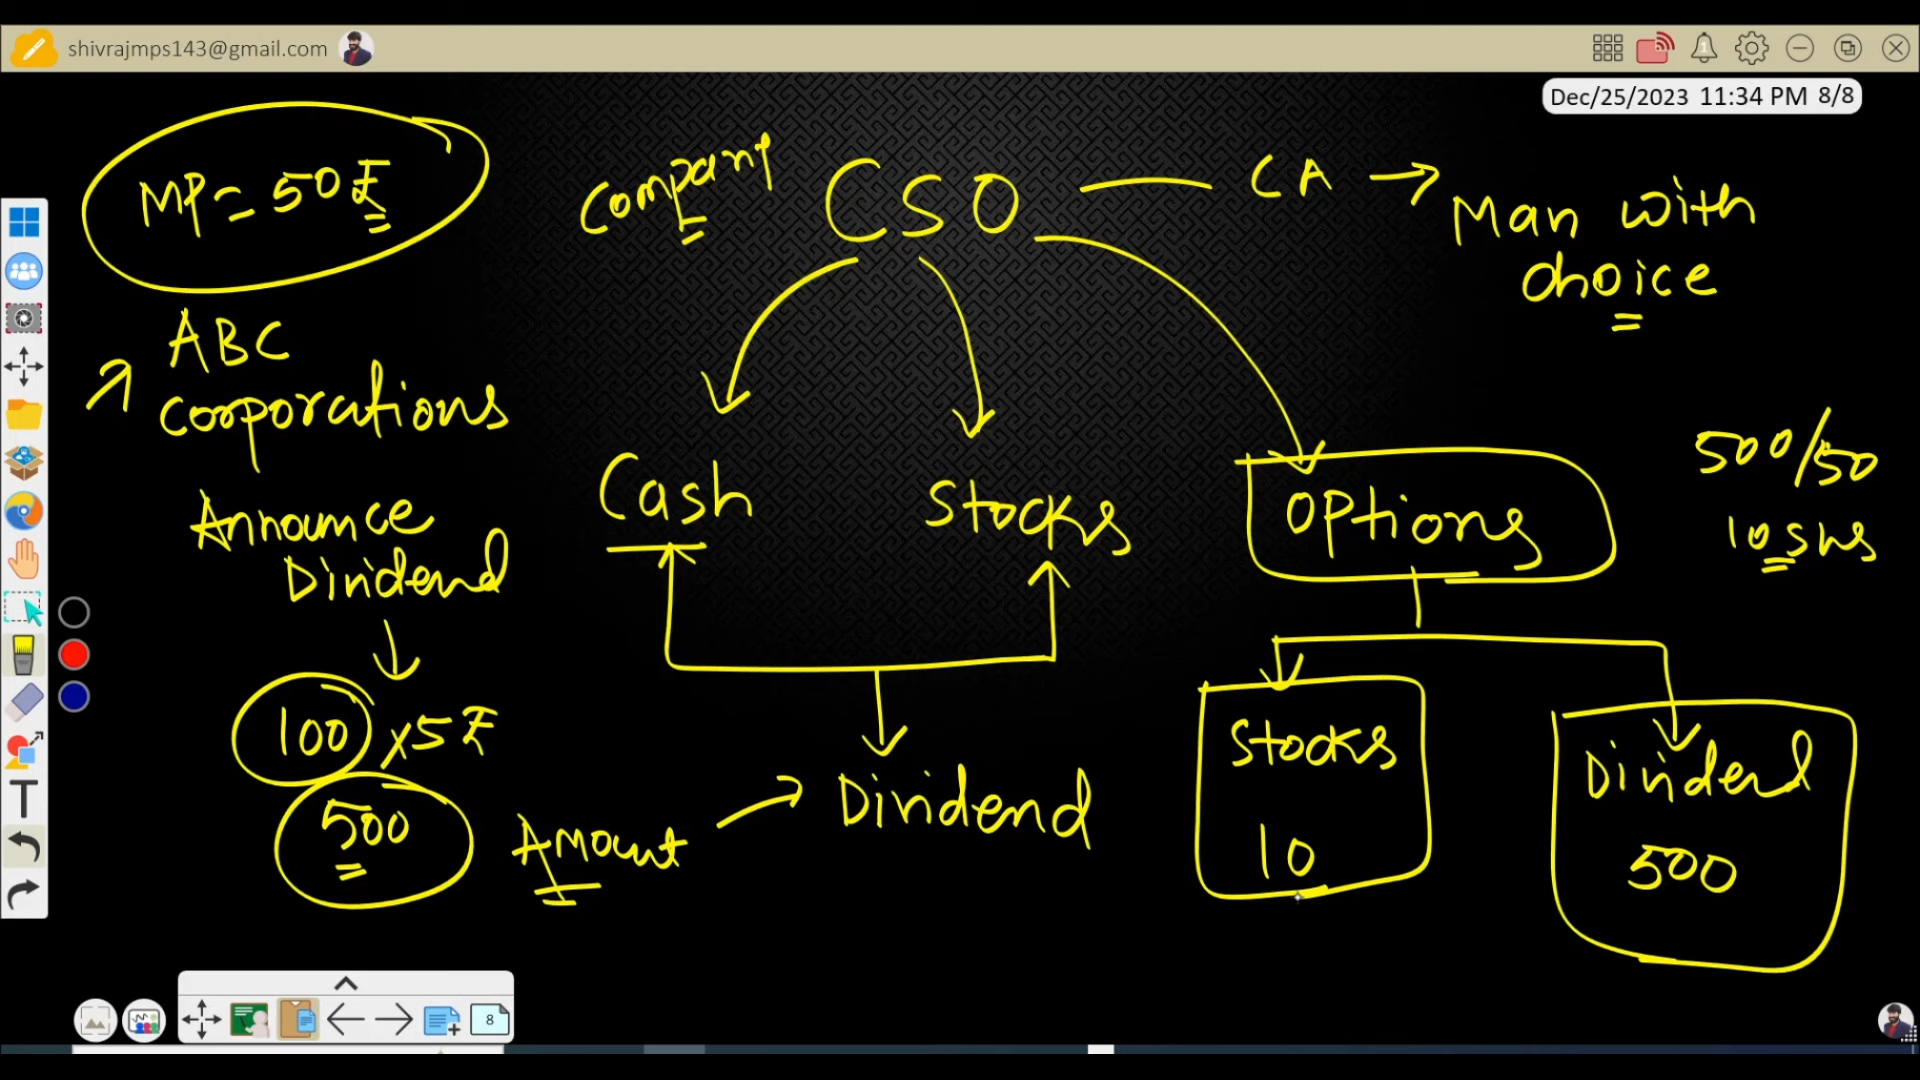 shivrajmps143@gmail.com
Dec/25/2023 11:34 PM 8/8
MP = 50 ₹
Company CSO
CA → Man with
choice
ABC
corporations
Announce
Dividend
100 x5 ₹
500
Amount → Dividend
Cash
Stocks
Options
500/50
10 shs
Stocks
10
Dividend
500
8